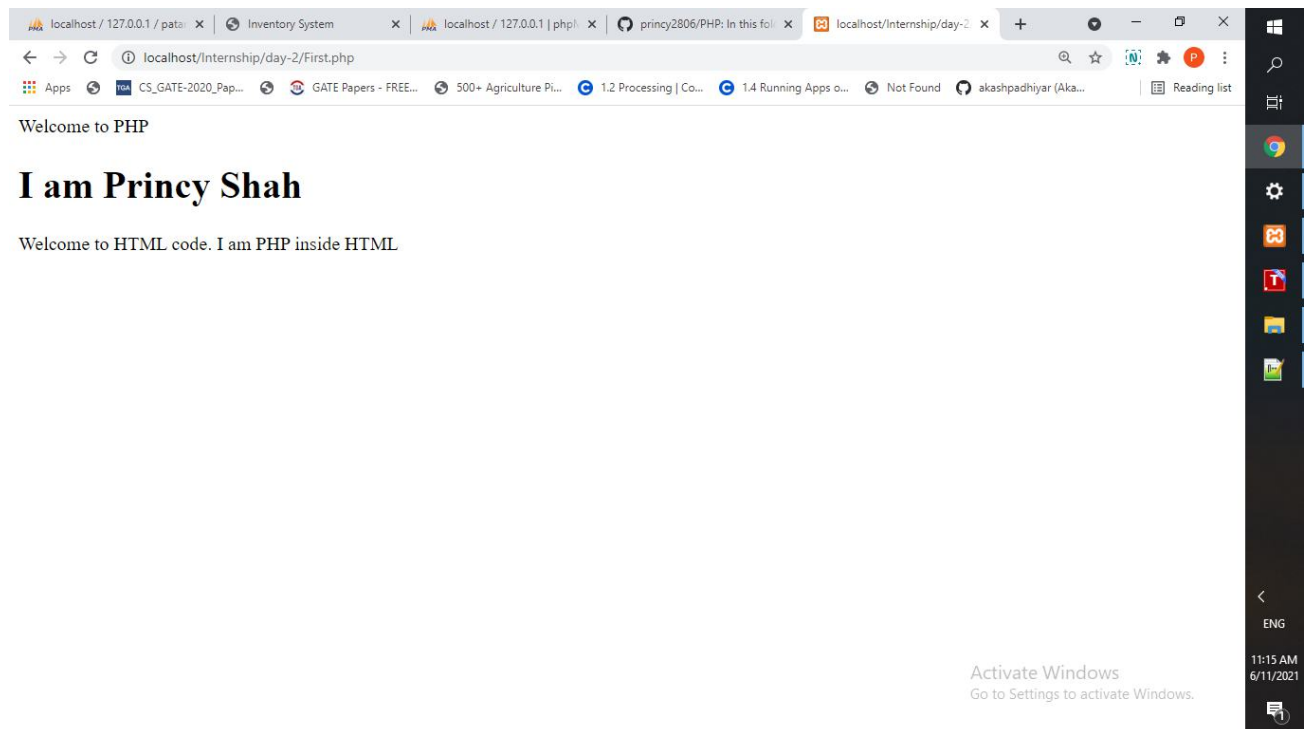 localhost / 127.0.0.1 / pata
Inventory System
localhost / 127.0.0.1 | php
princy2806/PHP: In this fol
localhost/Internship/day-2
localhost/Internship/day-2/First.php
N
P
Apps
TGA
CS_GATE-2020_Pap...
GATE Papers - FREE...
500+ Agriculture Pi...
1.2 Processing | Co...
1.4 Running Apps o...
Not Found
akashpadhiyar (Aka...
Reading list
Welcome to PHP
I am Princy Shah
Welcome to HTML code. I am PHP inside HTML
Activate Windows
Go to Settings to activate Windows.
ENG
11:15 AM
6/11/2021
1